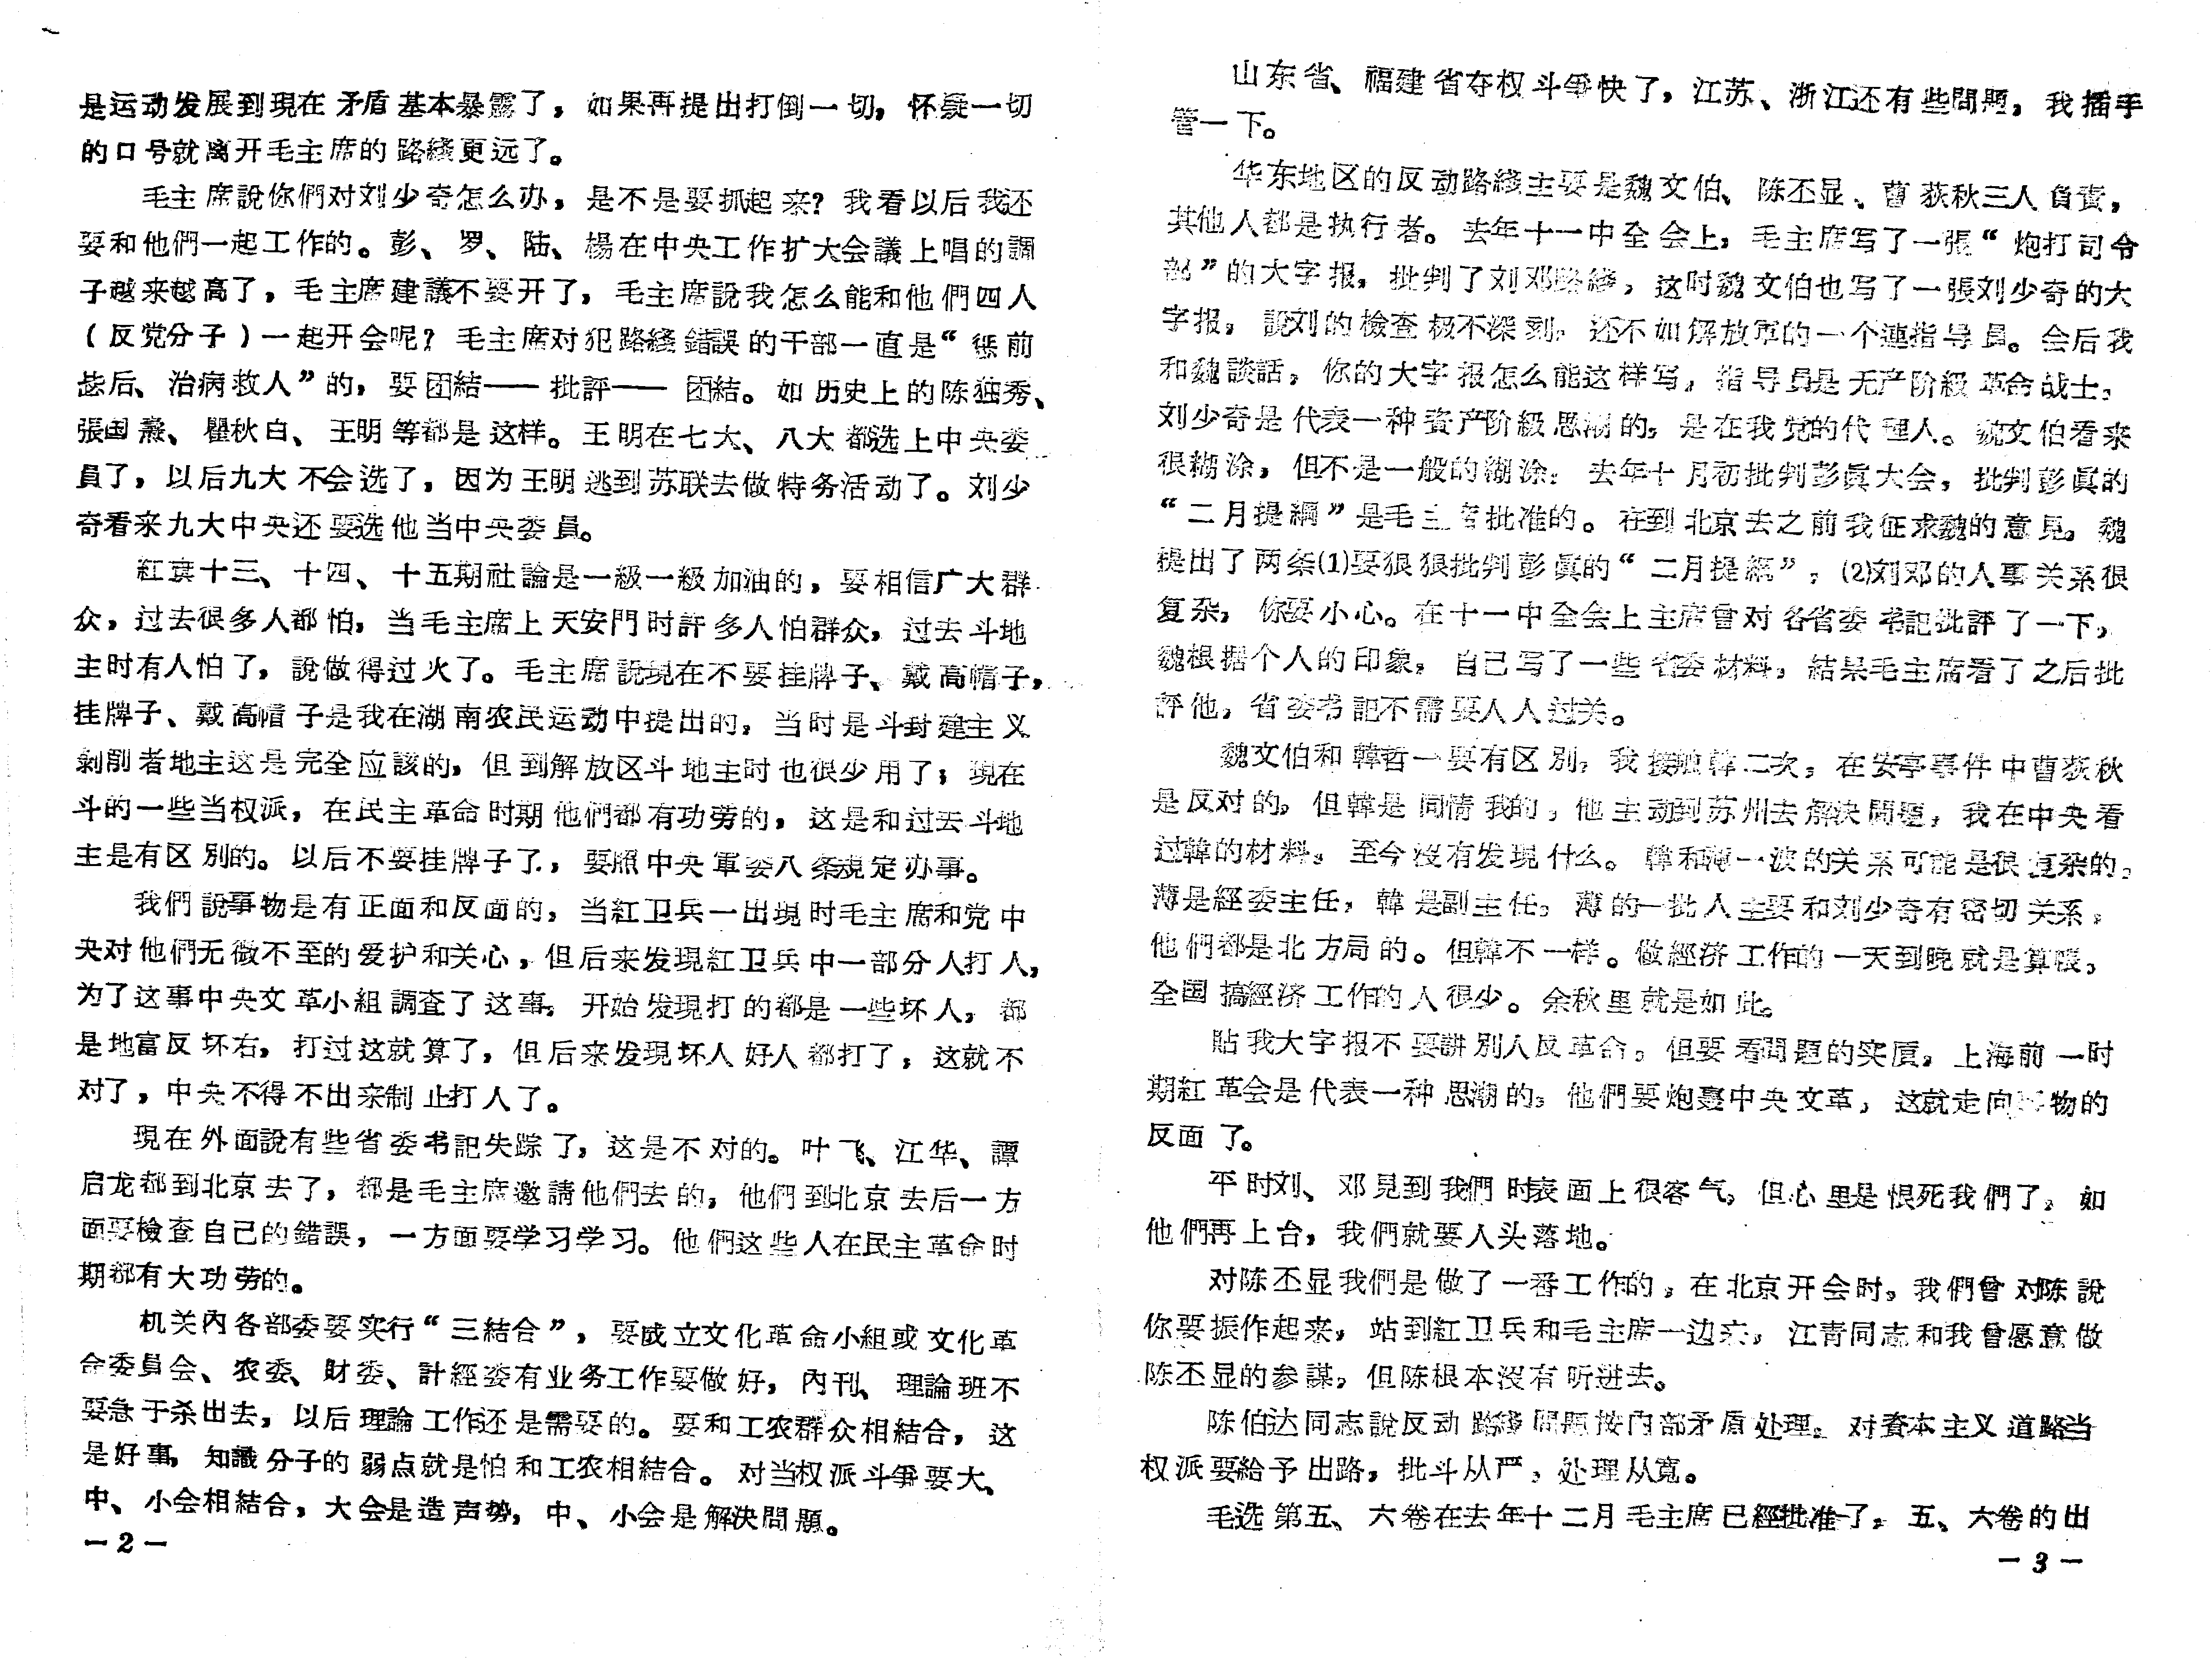 是运动发展到現在矛盾基本暴露了，如果再提出打倒一切，怀疑一切
的口号就离开毛主席的路綫更远了。
毛主席說你們对刘少奇怎么办，是不是要抓起来？我看以后我还
要和他們一起工作的。彭、罗、陆、楊在中央工作扩大会議上唱的調
子越来越高了，毛主席建議不要开了，毛主席說我怎么能和他們四人
（反党分子）一起开会呢？毛主席对犯路綫錯誤的干部一直是“惩前
毖后、治病救人”的，要团結——批評——团結。如历史上的陈独秀、
張国燾、瞿秋白、王明等都是这样。王明在七大、八大都选上中央委
員了，以后九大不会选了，因为王明逃到苏联去做特务活动了。刘少
奇看来九大中央还要选他当中央委員。
紅旗十三、十四、十五期社論是一級一級加油的，要相信广大群
众，过去很多人都怕，当毛主席上天安門时許多人怕群众，过去斗地
主时有人怕了，說做得过火了。毛主席說现在不要挂牌子、戴高帽子，
挂牌子、戴高帽子是我在湖南农民运动中提出的，当时是斗封建主义
剝削者地主这是完全应該的，但到解放区斗地主时也很少用了；現在
斗的一些当权派，在民主革命时期他們都有功劳的，这是和过去斗地
主是有区別的。以后不要挂牌子了，要照中央軍委八条規定办事。
我們說事物是有正面和反面的，当紅卫兵一出現时毛主席和党中
央对他們无微不至的爱护和关心，但后来发現紅卫兵中一部分人打人，
为了这事中央文革小組調查了这事，开始发現打的都是一些坏人，都
是地富反坏右，打过这就算了，但后来发現坏人好人都打了，这就不
对了，中央不得不出来制止打人了。
現在外面說有些省委书記失踪了，这是不对的。叶飞、江华、譚
启龙都到北京去了，都是毛主席邀請他們去的，他們到北京去后一方
面要檢查自己的錯誤，一方面要学习学习。他們这些人在民主革命时
期都有大功劳的。
机关內各部委要实行“三結合”，要成立文化革命小組或文化革
命委員会、农委、財委、計經委有业务工作要做好，內刊、理論班不
要急于杀出去，以后理論工作还是需要的。要和工农群众相結合，这
是好事，知識分子的弱点就是怕和工农相結合。对当权派斗爭要大、
中、小会相結合，大会是造声势，中、小会是解决問題。
—2—
山东省、福建省夺权斗爭快了，江苏、浙江还有些問題，我插手
管一下。
华东地区的反动路綫主要是魏文伯、陈丕显、曹荻秋三人負責，
其他人都是执行者。去年十一中全会上，毛主席写了一張“炮打司令
部”的大字报，批判了刘邓路綫，这时魏文伯也写了一張刘少奇的大
字报，說刘的檢查极不深刻，还不如解放軍的一个連指导員。会后我
和魏談話，你的大字报怎么能这样写，指导員是无产阶級革命战士，
刘少奇是代表一种資产阶級思潮的，是在我党的代理人。魏文伯看来
很糊涂，但不是一般的糊涂；去年十月初批判彭眞大会，批判彭眞的
“二月提綱”是毛主席批准的。在到北京去之前我征求魏的意見。魏
提出了两条⑴要狠狠批判彭眞的“二月提綱”，⑵刘邓的人事关系很
复杂，你要小心。在十一中全会上主席曾对各省委书記批評了一下，
魏根据个人的印象，自己写了一些省委材料，結果毛主席看了之后批
評他，省委书記不需要人人过关。
魏文伯和韓哲一要有区別，我接触韓二次，在安亭事件中曹荻秋
是反对的，但韓是同情我的，他主动到苏州去解决問題，我在中央看
过韓的材料，至今沒有发現什么。韓和薄一波的关系可能是很复杂的。
薄是經委主任，韓是副主任。薄的一批人主要和刘少奇有密切关系，
他們都是北方局的。但韓不一样。做經济工作的一天到晚就是算賬，
全国搞經济工作的人很少。余秋里就是如此。
貼我大字报不要讲別人反革命。但要看問題的实质，上海前一时
期紅革会是代表一种思潮的，他們要炮轰中央文革，这就走向事物的
反面了。
平时刘、邓見到我們时表面上很客气，但心里是恨死我們了，如
他們再上台，我們就要人头落地。
对陈丕显我們是做了一番工作的，在北京开会时，我們曾对陈說
你要振作起来，站到紅卫兵和毛主席一边来，江青同志和我曾愿意做
陈丕显的参謀，但陈根本沒有听进去。
陈伯达同志說反动路綫問題按內部矛盾处理。对資本主义道路当
权派要給予出路，批斗从严，处理从寬。
毛选第五、六卷在去年十二月毛主席已經批准了，五、六卷的出
—3—